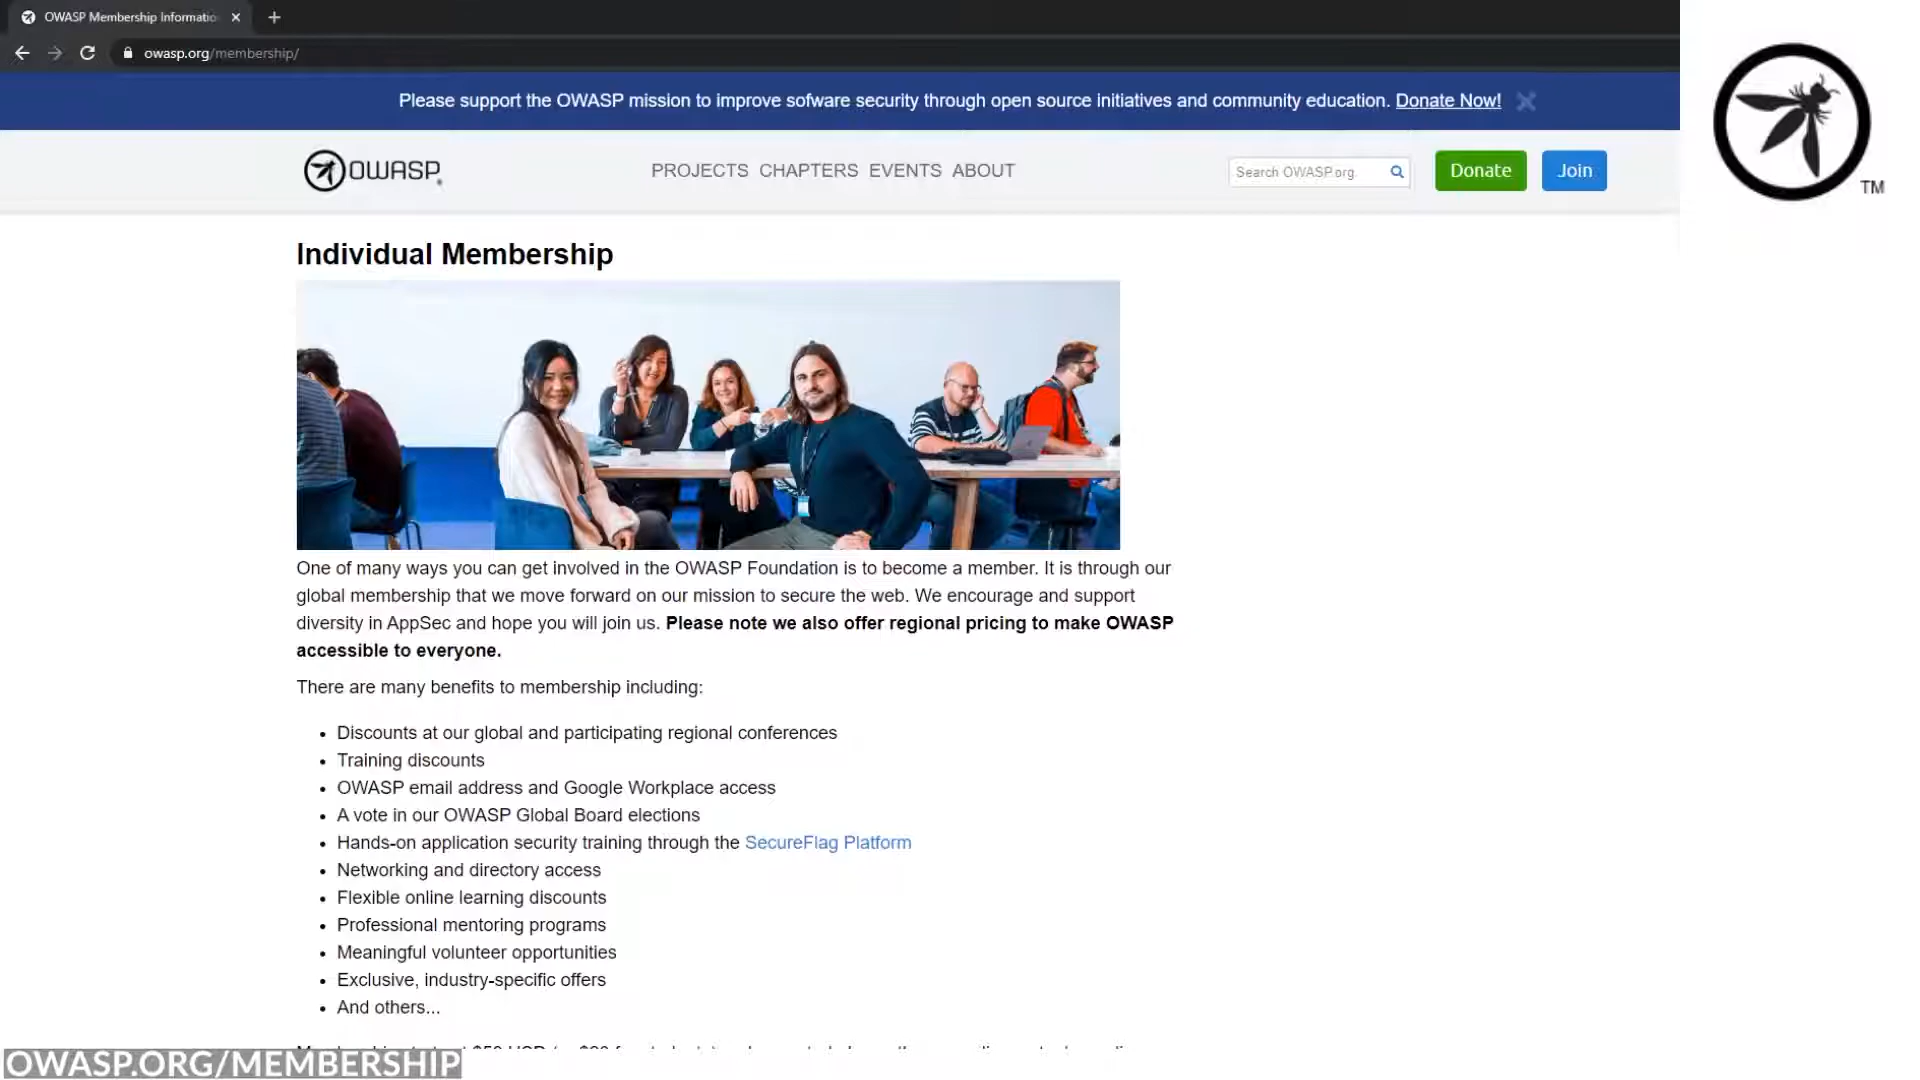 OWASP Membership Informatio
owasp.org/membership/
Please support the OWASP mission to improve sofware security through open source initiatives and community education. Donate Now!
OWASP
PROJECTS CHAPTERS EVENTS ABOUT
Search OWASP.org
Donate
Join
TM
Individual Membership
One of many ways you can get involved in the OWASP Foundation is to become a member. It is through our
global membership that we move forward on our mission to secure the web. We encourage and support
diversity in AppSec and hope you will join us. Please note we also offer regional pricing to make OWASP
accessible to everyone.
There are many benefits to membership including:
• Discounts at our global and participating regional conferences
• Training discounts
• OWASP email address and Google Workplace access
• A vote in our OWASP Global Board elections
• Hands-on application security training through the SecureFlag Platform
• Networking and directory access
• Flexible online learning discounts
• Professional mentoring programs
• Meaningful volunteer opportunities
• Exclusive, industry-specific offers
• And others...
OWASP.ORG/MEMBERSHIP